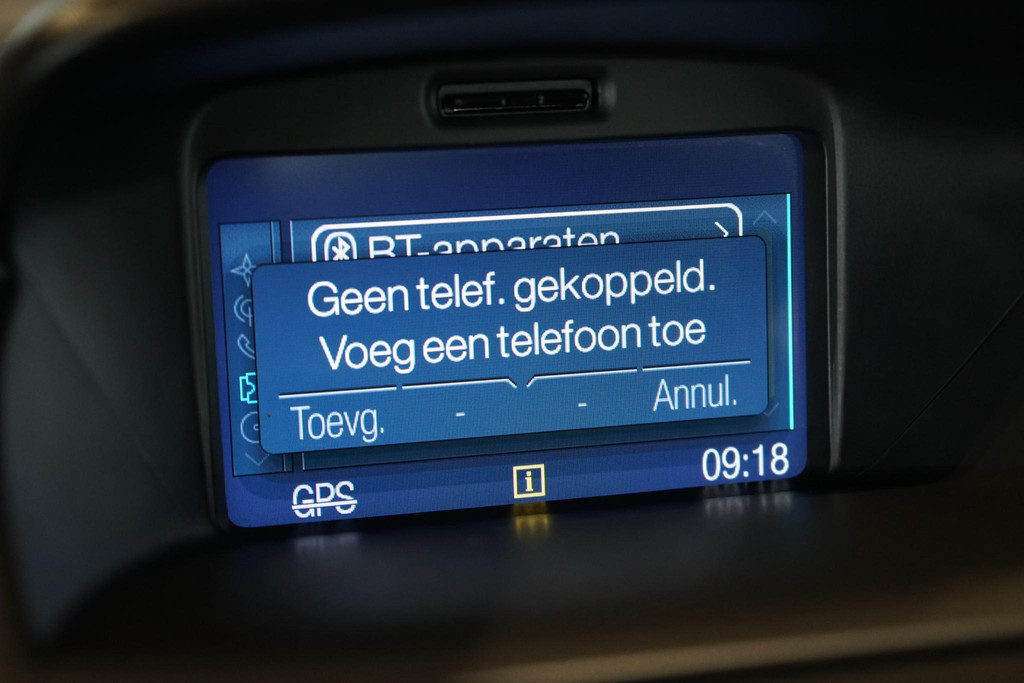 BT-apparaten
Geen telef. gekoppeld.
Voeg een telefoon toe
Toevg. - - Annul.
GPS i 09:18